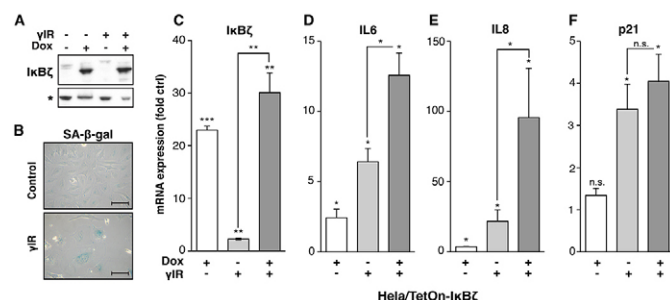 A
γIR - - + +
Dox - + - +
IκBζ
*
B
SA-β-gal
Control
γIR
C
IκBζ
mRNA expression (fold ctrl)
40
30
20
10
0
***
**
**
**
Dox + - +
γIR - + +
D
IL6
15
10
5
0
*
*
*
*
+ - +
- + +
E
IL8
150
100
50
0
*
*
*
*
+ - +
- + +
F
p21
5
4
3
2
1
0
n.s.
*
n.s.
*
+ - +
- + +
Hela/TetOn-IκBζ